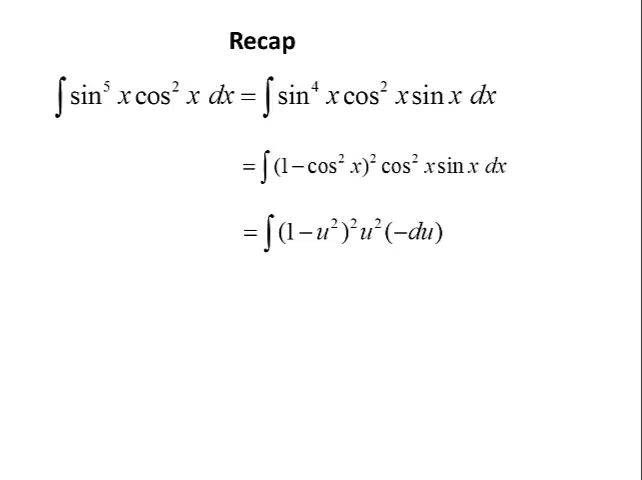 Recap
∫ sin⁵ x cos² x dx = ∫ sin⁴ x cos² x sin x dx
= ∫ (1 − cos² x)² cos² x sin x dx
= ∫ (1 − u²)² u² (−du)